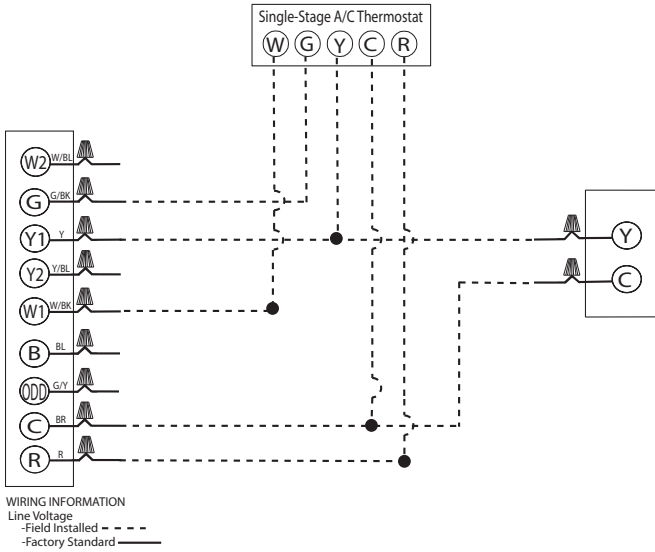 Single-Stage A/C Thermostat
W G Y C R
W2 W/BL
G G/BK
Y1 Y
Y2 Y/BL
W1 W/BK
B BL
ODD G/Y
C BR
R R
Y
C
WIRING INFORMATION
Line Voltage
-Field Installed
-Factory Standard